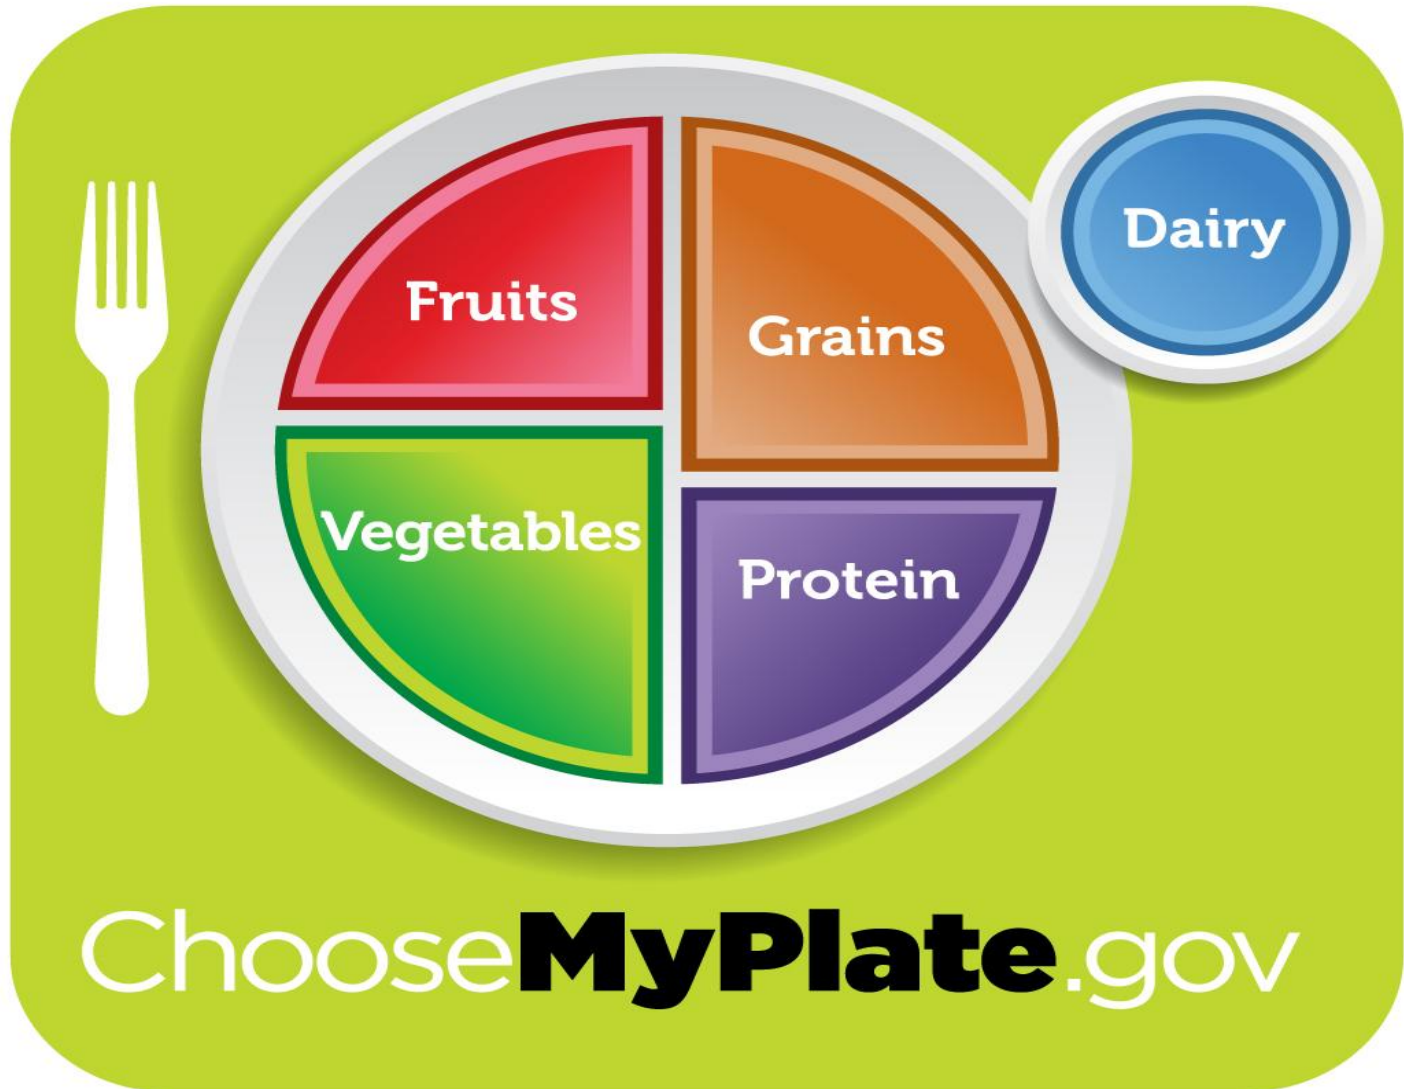 Fruits
Grains
Dairy
Vegetables
Protein
ChooseMyPlate.gov